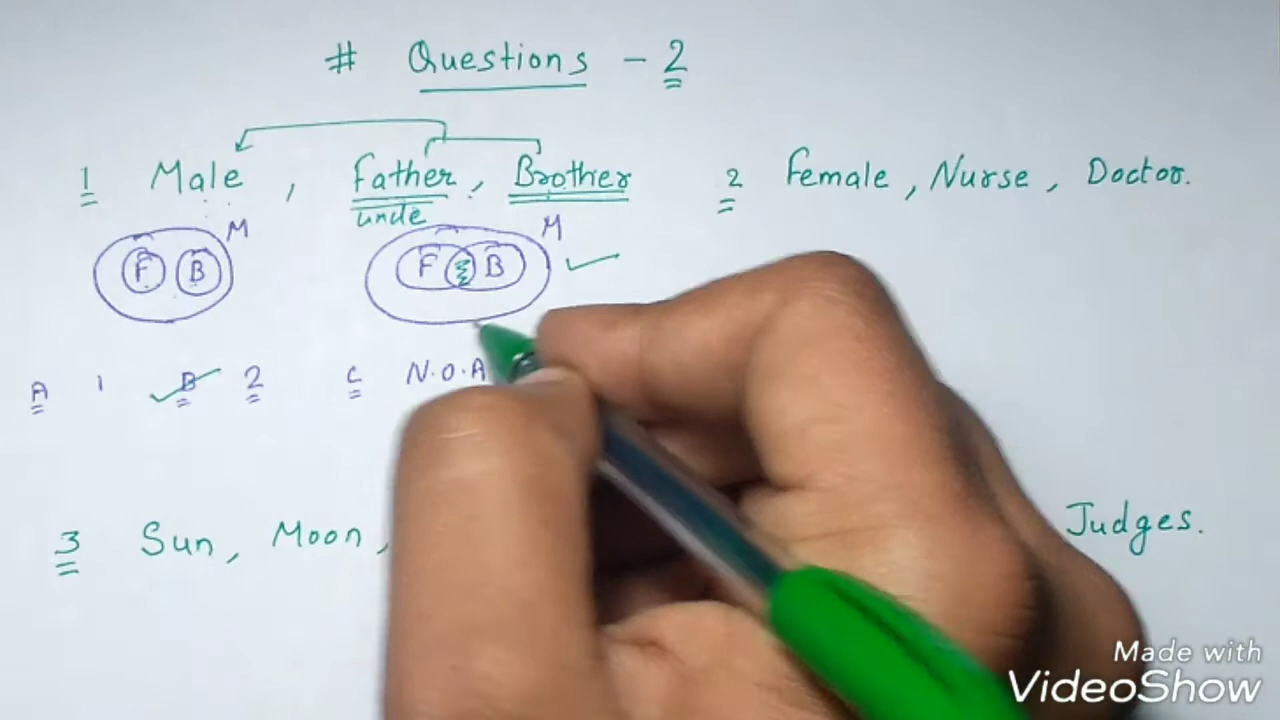 # Questions - 2
1 Male , Father , Brother
uncle
2 Female , Nurse , Doctor.
F B M
F B M
A 1 B 2 C N.O.A
3 Sun , Moon ,
Judges.
Made with
VideoShow